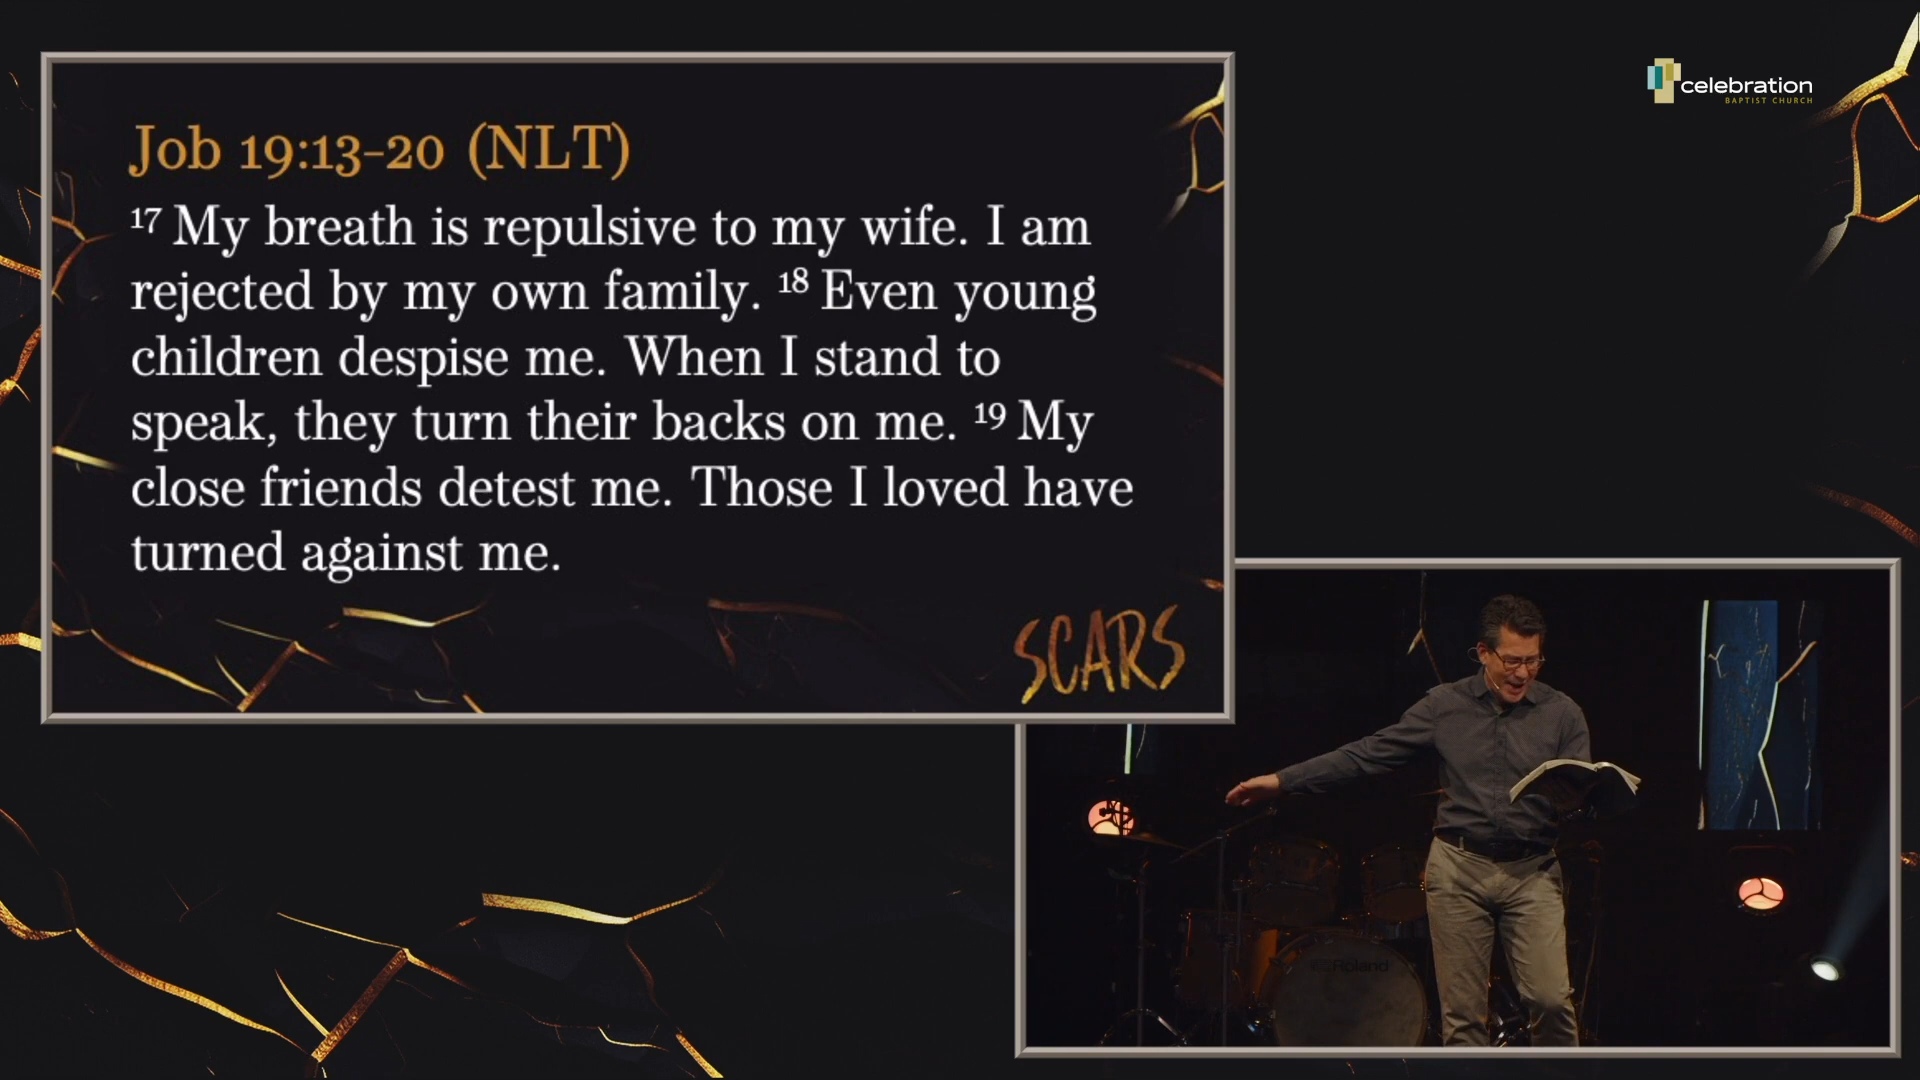 celebration
BAPTIST CHURCH
Job 19:13-20 (NLT)
17 My breath is repulsive to my wife. I am
rejected by my own family. 18 Even young
children despise me. When I stand to
speak, they turn their backs on me. 19 My
close friends detest me. Those I loved have
turned against me.
SCARS
Roland